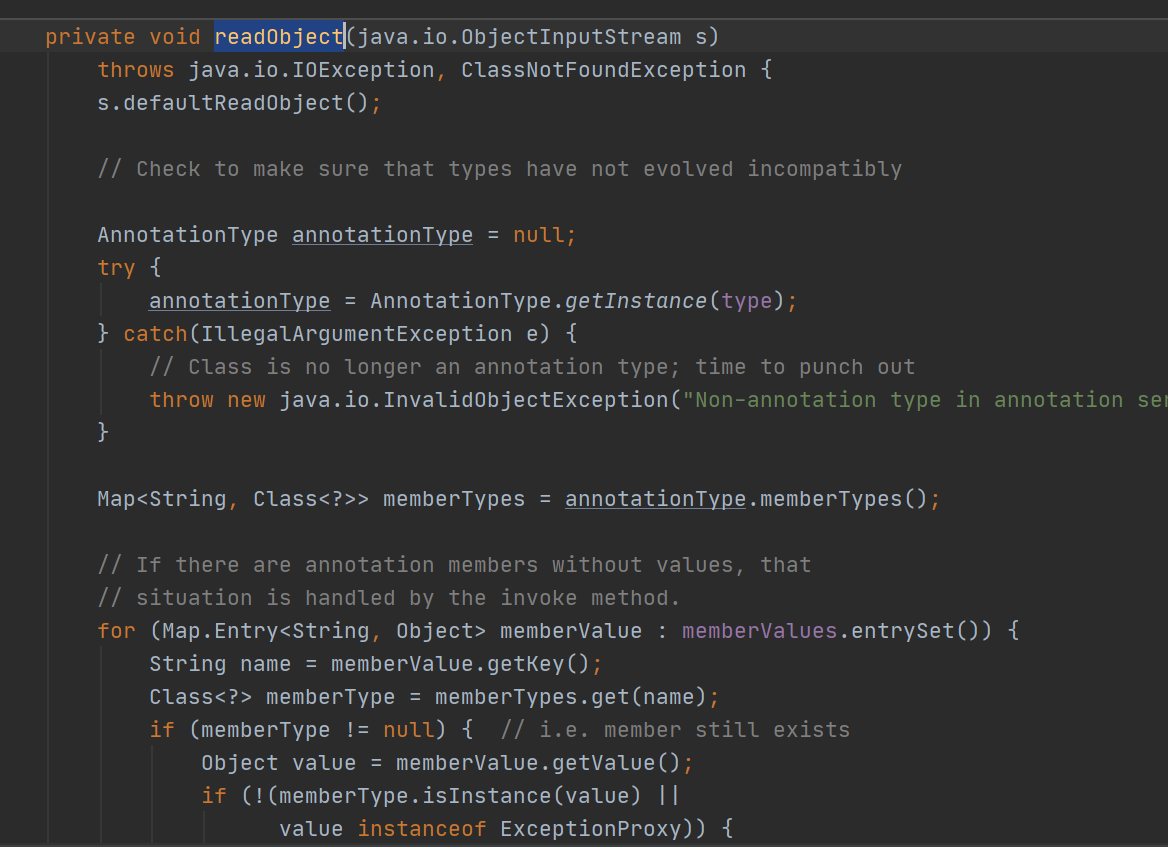 private void readObject(java.io.ObjectInputStream s)
throws java.io.IOException, ClassNotFoundException {
s.defaultReadObject();
// Check to make sure that types have not evolved incompatibly
AnnotationType annotationType = null;
try {
annotationType = AnnotationType.getInstance(type);
} catch(IllegalArgumentException e) {
// Class is no longer an annotation type; time to punch out
throw new java.io.InvalidObjectException("Non-annotation type in annotation ser
}
Map<String, Class<?>> memberTypes = annotationType.memberTypes();
// If there are annotation members without values, that
// situation is handled by the invoke method.
for (Map.Entry<String, Object> memberValue : memberValues.entrySet()) {
String name = memberValue.getKey();
Class<?> memberType = memberTypes.get(name);
if (memberType != null) {  // i.e. member still exists
Object value = memberValue.getValue();
if (!(memberType.isInstance(value) ||
value instanceof ExceptionProxy)) {